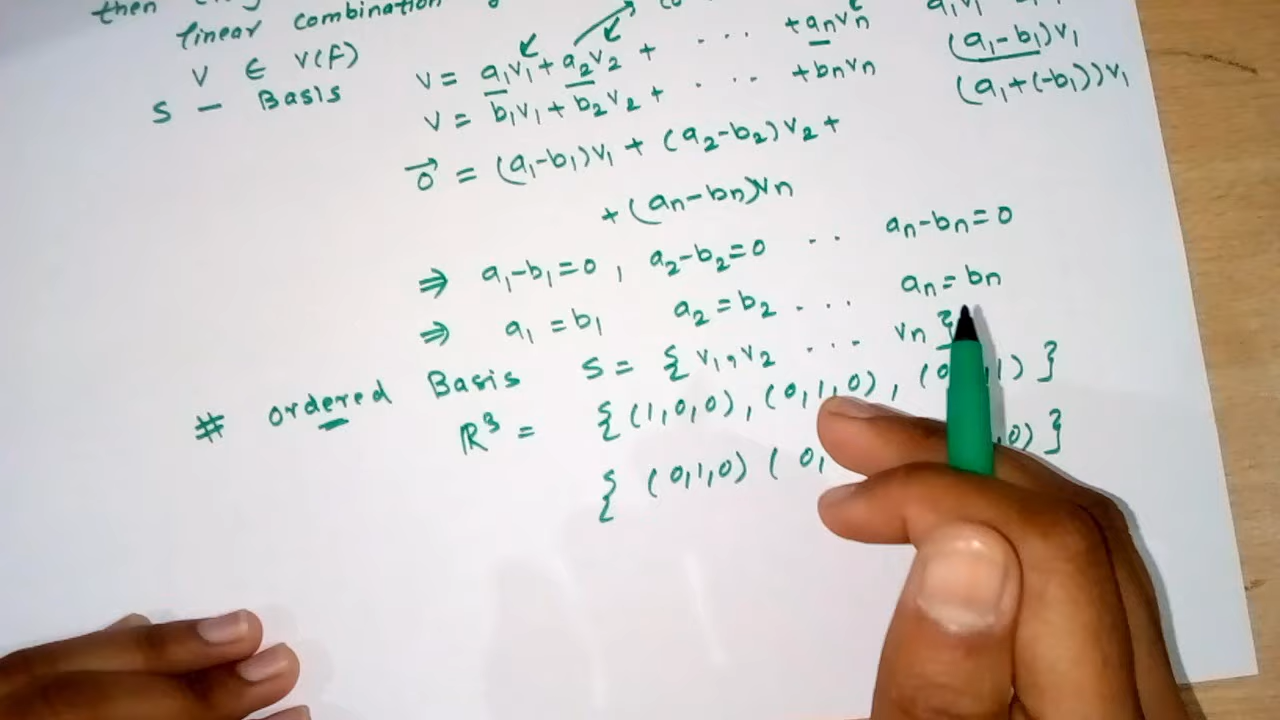 then
linear combination
V ∈ V(F)
S - Basis
V = a₁v₁ + a₂v₂ + . . . + aₙvₙ
(a₁-b₁)v₁
V = b₁v₁ + b₂v₂ + . . . + bₙvₙ
(a₁+(-b₁))v₁
0⃗ = (a₁-b₁)v₁ + (a₂-b₂)v₂ +
+ (aₙ-bₙ)vₙ
⇒ a₁-b₁=0, a₂-b₂=0 .. aₙ-bₙ=0
⇒ a₁ = b₁ a₂ = b₂ ... aₙ = bₙ
# ordered Basis S = { v₁, v₂ ... vₙ }
R³ = { (1,0,0), (0,1,0), (0 1) }
{ (0,1,0) (0, ,0) }